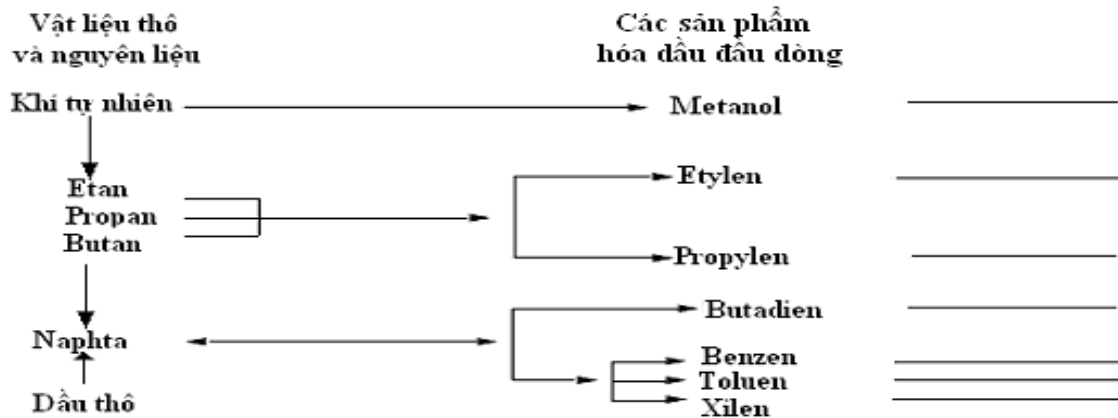 Vật liệu thô
và nguyên liệu
Các sản phẩm
hóa dầu đầu dòng
Khí tự nhiên
Metanol
Etan
Propan
Butan
Etylen
Propylen
Naphta
Butadien
Benzen
Toluen
Xilen
Dầu thô